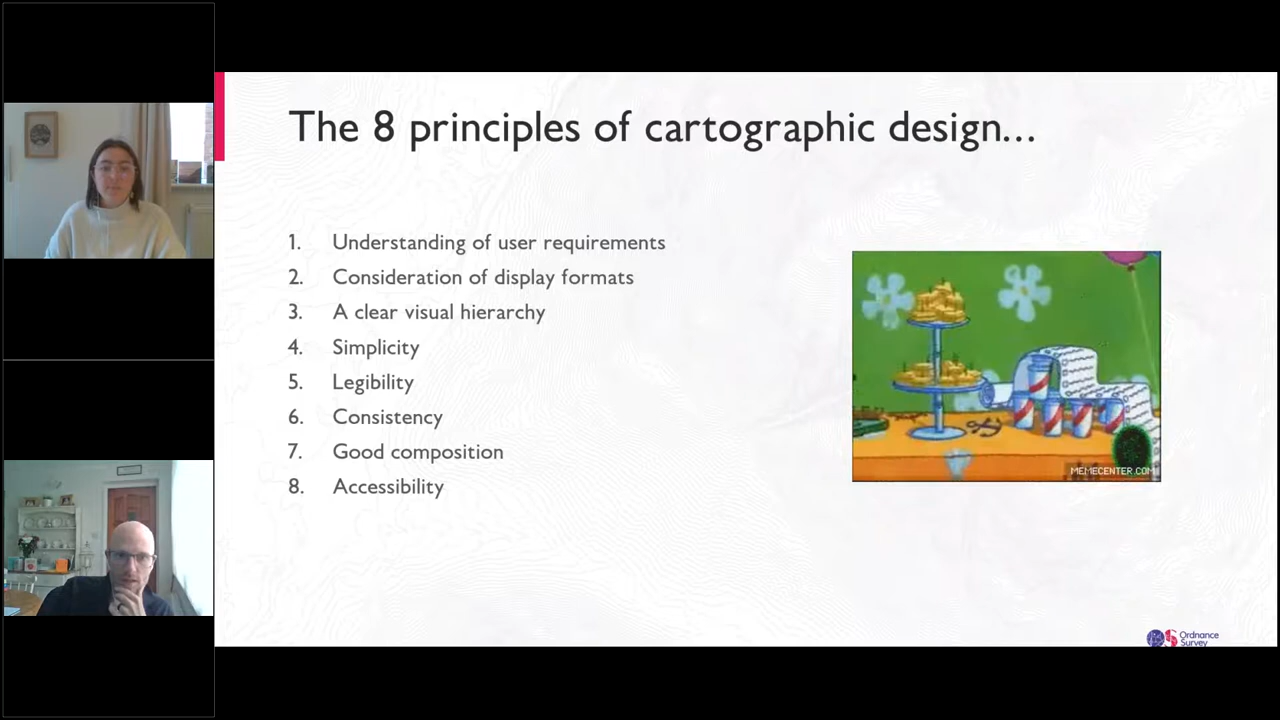 The 8 principles of cartographic design...
1. Understanding of user requirements
2. Consideration of display formats
3. A clear visual hierarchy
4. Simplicity
5. Legibility
6. Consistency
7. Good composition
8. Accessibility
MEMECENTER.COM
Ordnance
Survey